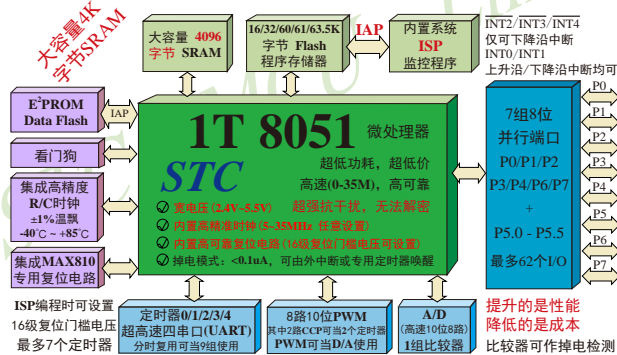 大容量4K
字节SRAM
大容量 4096
字节 SRAM
16/32/60/61/63.5K
字节 Flash
程序存储器
IAP
内置系统
ISP
监控程序
INT2/INT3/INT4
仅可下降沿中断
INT0/INT1
上升沿/下降沿中断均可
E²PROM
Data Flash
IAP
看门狗
集成高精度
R/C时钟
±1%温飘
-40℃ ~ +85℃
集成MAX810
专用复位电路
1T 8051 微处理器
STC
超低功耗，超低价
高速(0-35M)，高可靠
宽电压(2.4V~5.5V) 超强抗干扰，无法解密
内置高精准时钟(5~35MHz 任意设置)
内置高可靠复位电路(16级复位门槛电压可设置)
掉电模式：<0.1uA，可由外中断或专用定时器唤醒
7组8位
并行端口
P0/P1/P2
P3/P4/P6/P7
+
P5.0 - P5.5
最多62个I/O
P0
P1
P2
P3
P4
P5
P6
P7
ISP编程时可设置
16级复位门槛电压
最多7个定时器
定时器0/1/2/3/4
超高速四串口(UART)
分时复用可当9组使用
8路10位PWM
其中2路CCP可当2个定时器
PWM可当D/A使用
A/D
(高速10位8路)
1组比较器
提升的是性能
降低的是成本
比较器可作掉电检测